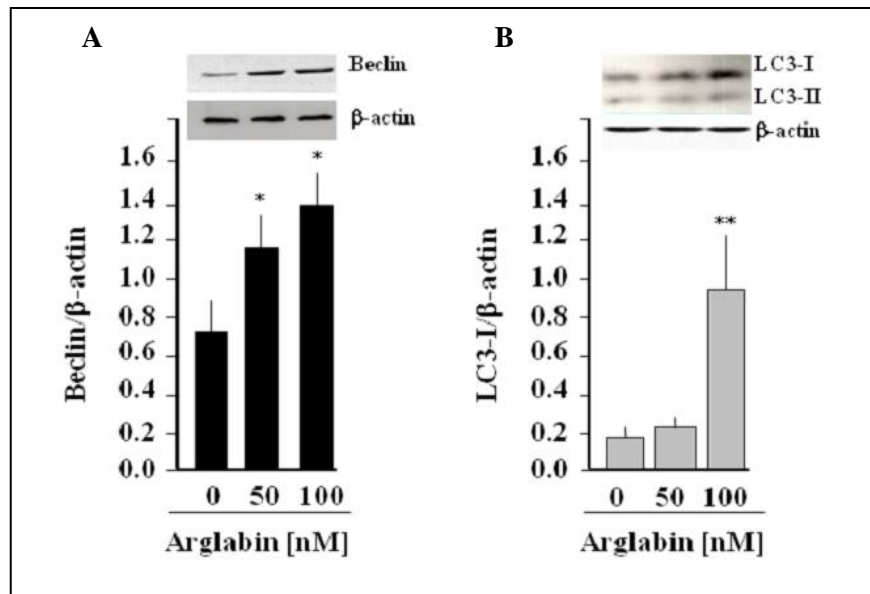 A
Beclin
β-actin
1.6
*
1.4
*
1.2
1.0
0.8
0.6
0.4
0.2
0.0
Beclin/β-actin
0 50 100
Arglabin [nM]
B
LC3-I
LC3-II
β-actin
1.6
1.4
**
1.2
1.0
0.8
0.6
0.4
0.2
0.0
LC3-I/β-actin
0 50 100
Arglabin [nM]